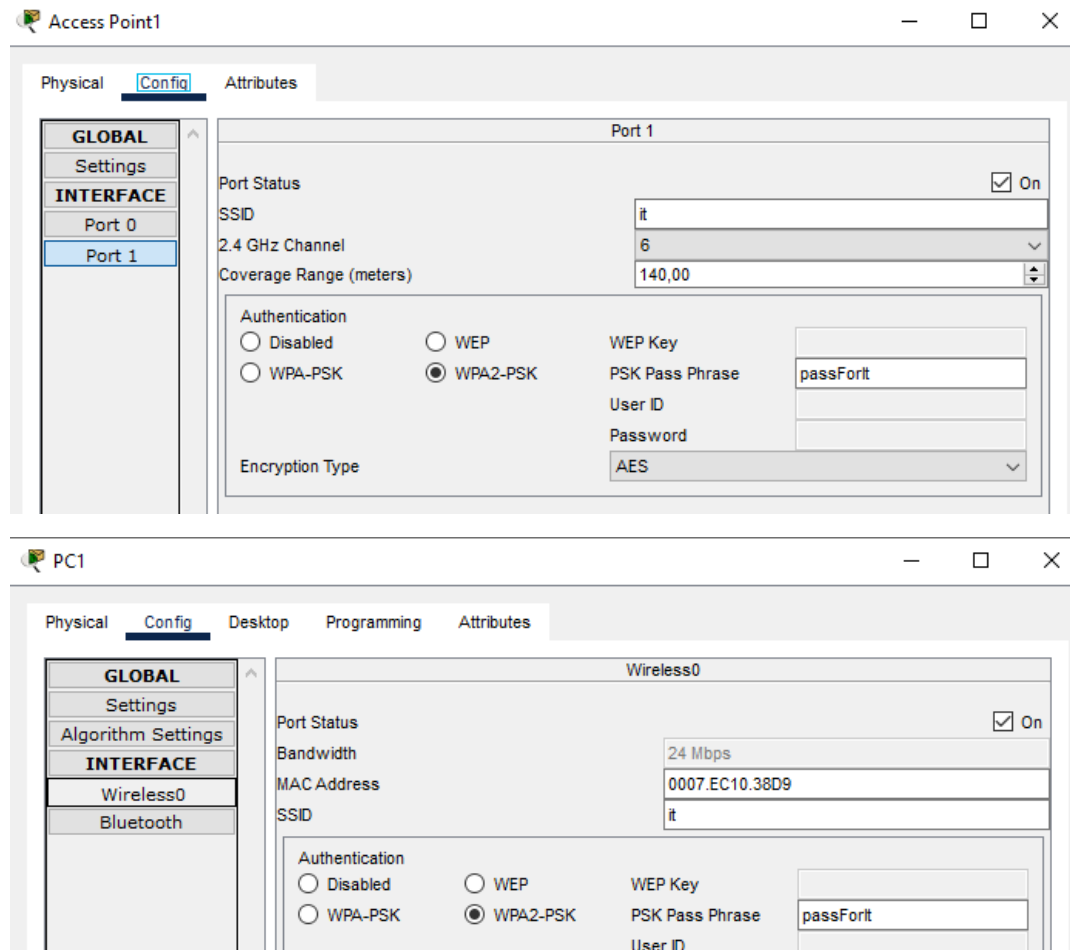 Access Point1
Physical Config Attributes
GLOBAL
Settings
INTERFACE
Port 0
Port 1
Port 1
Port Status On
SSID it
2.4 GHz Channel 6
Coverage Range (meters) 140,00
Authentication
Disabled WEP WEP Key
WPA-PSK WPA2-PSK PSK Pass Phrase passForIt
User ID
Password
Encryption Type AES
PC1
Physical Config Desktop Programming Attributes
GLOBAL
Settings
Algorithm Settings
INTERFACE
Wireless0
Bluetooth
Wireless0
Port Status On
Bandwidth 24 Mbps
MAC Address 0007.EC10.38D9
SSID it
Authentication
Disabled WEP WEP Key
WPA-PSK WPA2-PSK PSK Pass Phrase passForIt
User ID